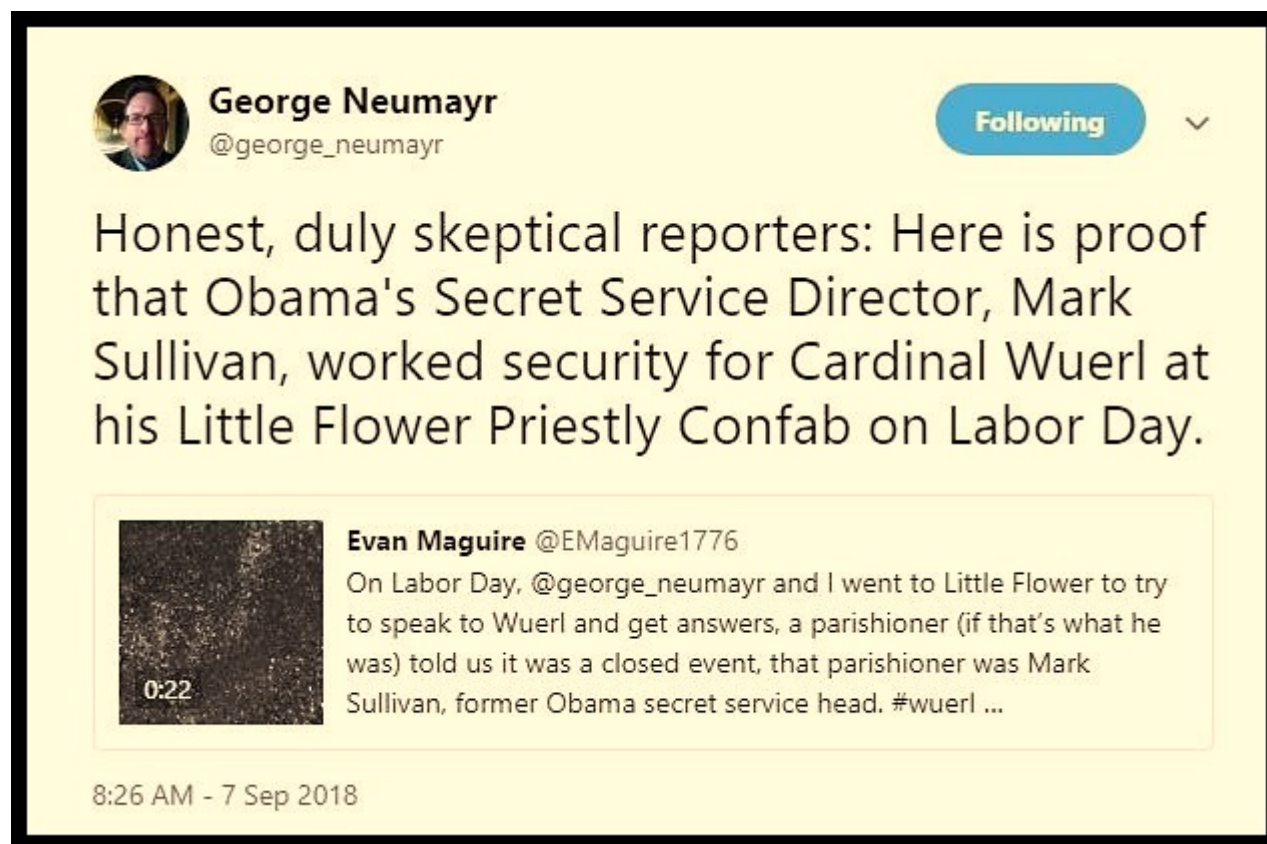 George Neumayr
@george_neumayr
Following
Honest, duly skeptical reporters: Here is proof
that Obama's Secret Service Director, Mark
Sullivan, worked security for Cardinal Wuerl at
his Little Flower Priestly Confab on Labor Day.
Evan Maguire @EMaguire1776
On Labor Day, @george_neumayr and I went to Little Flower to try
to speak to Wuerl and get answers, a parishioner (if that’s what he
was) told us it was a closed event, that parishioner was Mark
Sullivan, former Obama secret service head. #wuerl ...
0:22
8:26 AM - 7 Sep 2018